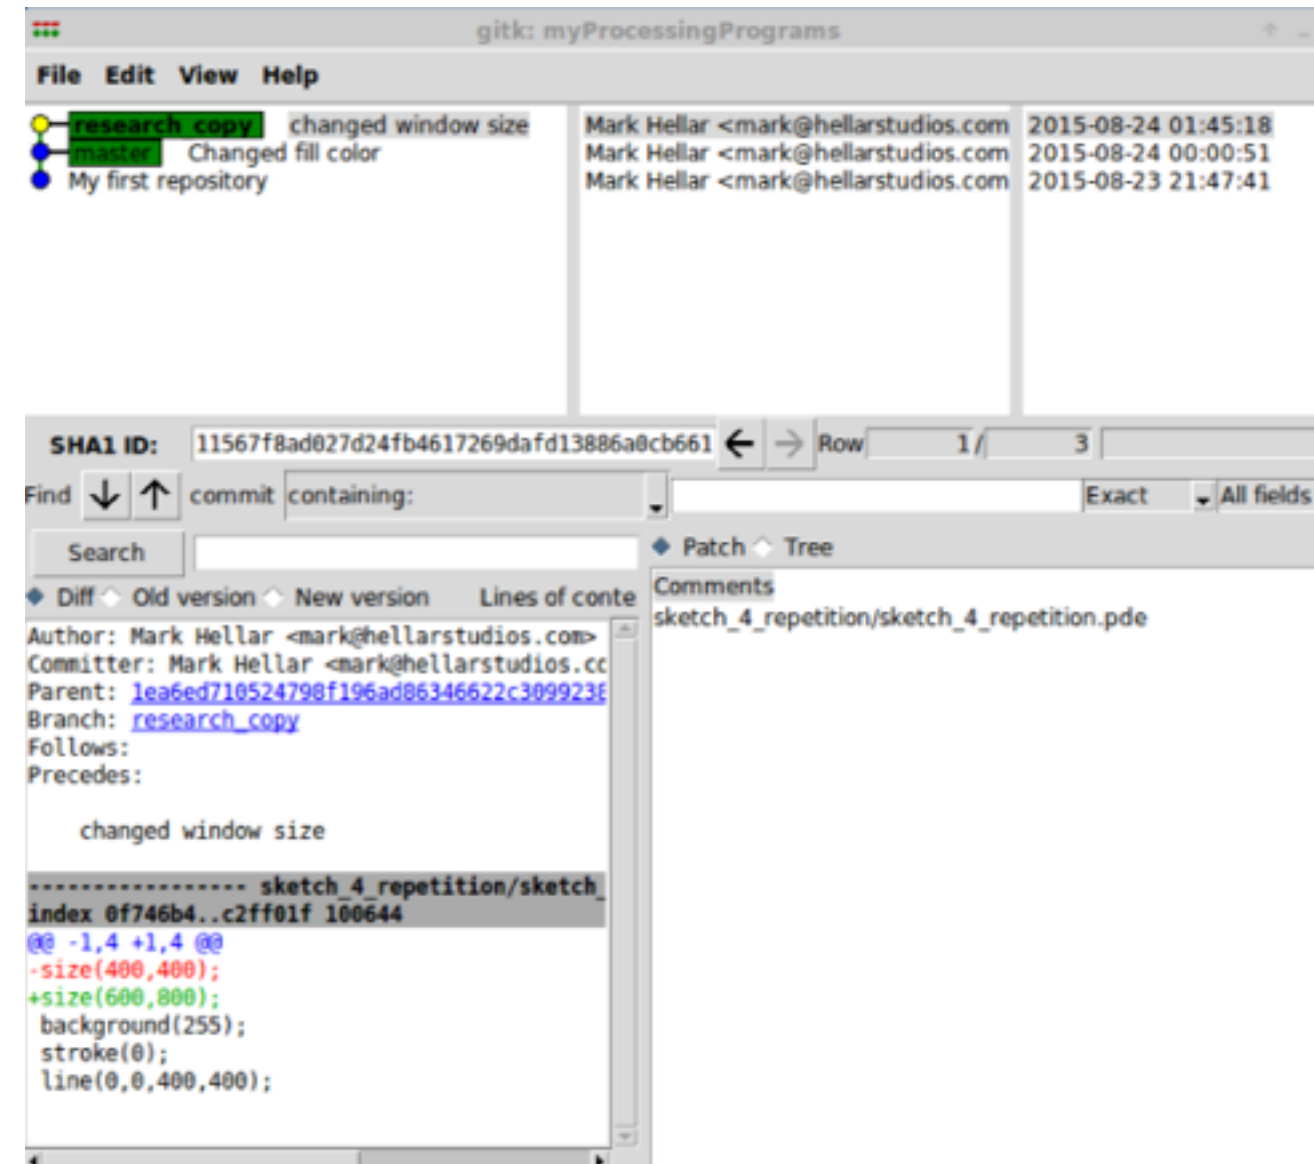 gitk: myProcessingPrograms
File Edit View Help
research_copy changed window size Mark Hellar <mark@hellarstudios.com 2015-08-24 01:45:18
master Changed fill color Mark Hellar <mark@hellarstudios.com 2015-08-24 00:00:51
My first repository Mark Hellar <mark@hellarstudios.com 2015-08-23 21:47:41
SHA1 ID: 11567f8ad027d24fb4617269dafd13886a0cb661 Row 1/ 3
Find commit containing: Exact All fields
Search
Patch Tree
Diff Old version New version Lines of conte
Comments
sketch_4_repetition/sketch_4_repetition.pde
Author: Mark Hellar <mark@hellarstudios.com>
Committer: Mark Hellar <mark@hellarstudios.cc
Parent: 1ea6ed710524798f196ad86346622c3099238
Branch: research_copy
Follows:
Precedes:
changed window size
----------------- sketch_4_repetition/sketch_
index 0f746b4..c2ff01f 100644
@@ -1,4 +1,4 @@
-size(400,400);
+size(600,800);
background(255);
stroke(0);
line(0,0,400,400);